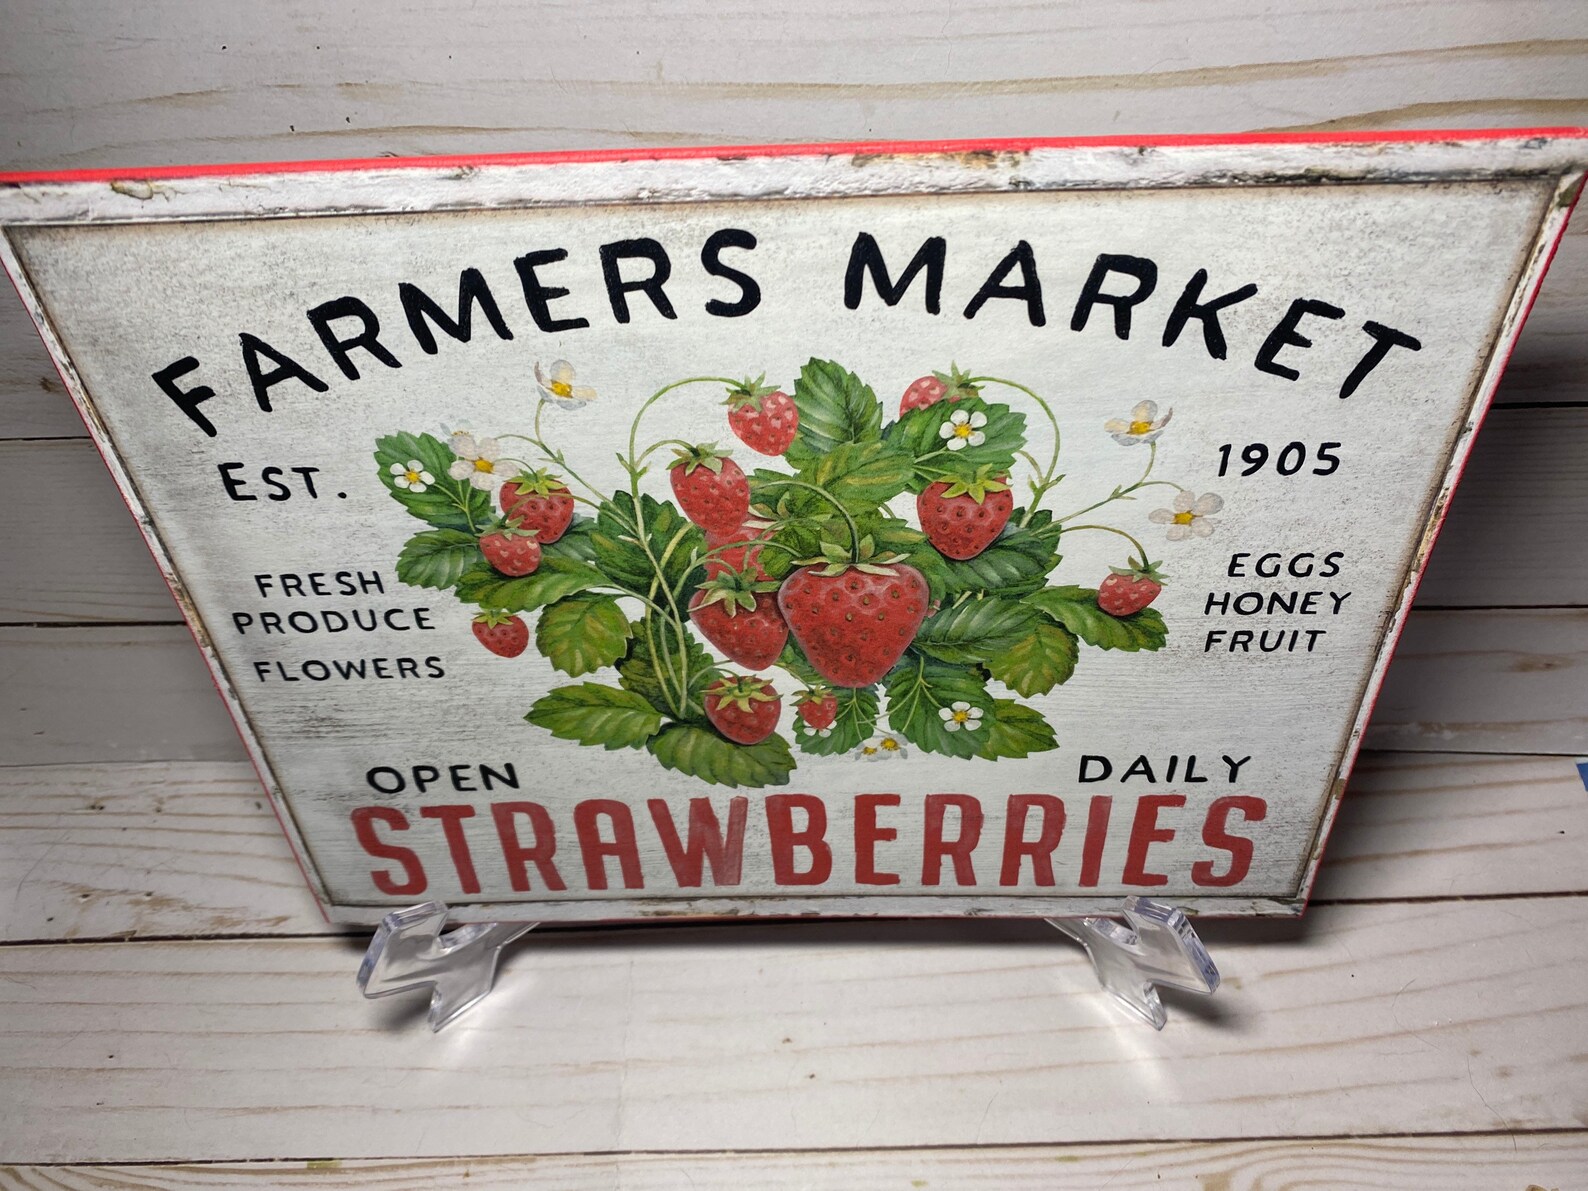 FARMERS MARKET
EST. 1905
FRESH
PRODUCE
FLOWERS
EGGS
HONEY
FRUIT
OPEN DAILY
STRAWBERRIES